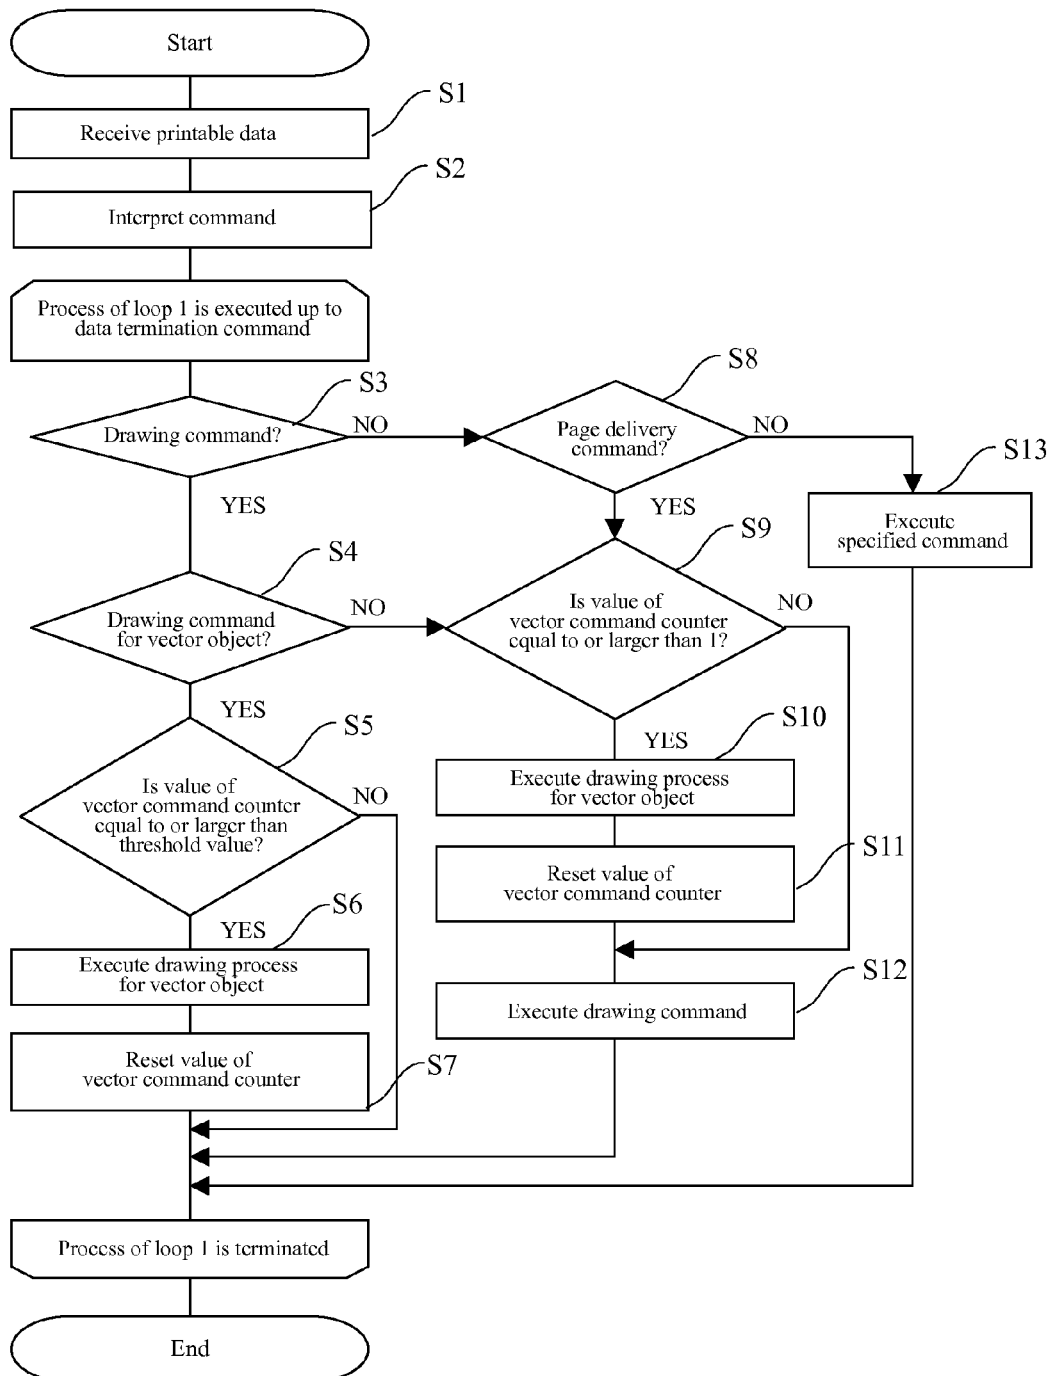 Start
S1
Receive printable data
S2
Interpret command
Process of loop 1 is executed up to
data termination command
S3
Drawing command?
NO
YES
S8
Page delivery
command?
NO
YES
S13
Execute
specified command
S4
Drawing command
for vector object?
NO
YES
S9
Is value of
vector command counter
equal to or larger than 1?
NO
YES
S5
Is value of
vector command counter
equal to or larger than
threshold value?
NO
YES
S10
Execute drawing process
for vector object
S11
Reset value of
vector command counter
S6
Execute drawing process
for vector object
S12
Execute drawing command
S7
Reset value of
vector command counter
Process of loop 1 is terminated
End